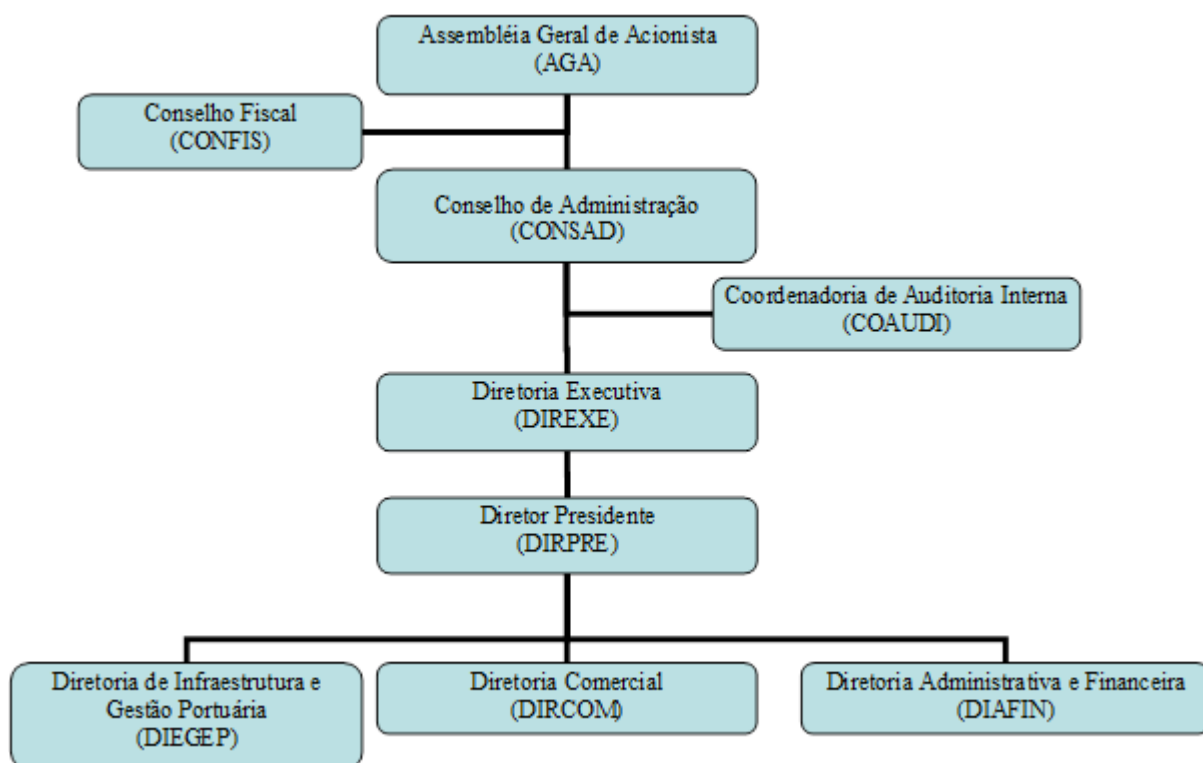 Assembléia Geral de Acionista
(AGA)
Conselho Fiscal
(CONFIS)
Conselho de Administração
(CONSAD)
Coordenadoria de Auditoria Interna
(COAUDI)
Diretoria Executiva
(DIREXE)
Diretor Presidente
(DIRPRE)
Diretoria de Infraestrutura e
Gestão Portuária
(DIEGEP)
Diretoria Comercial
(DIRCOM)
Diretoria Administrativa e Financeira
(DIAFIN)